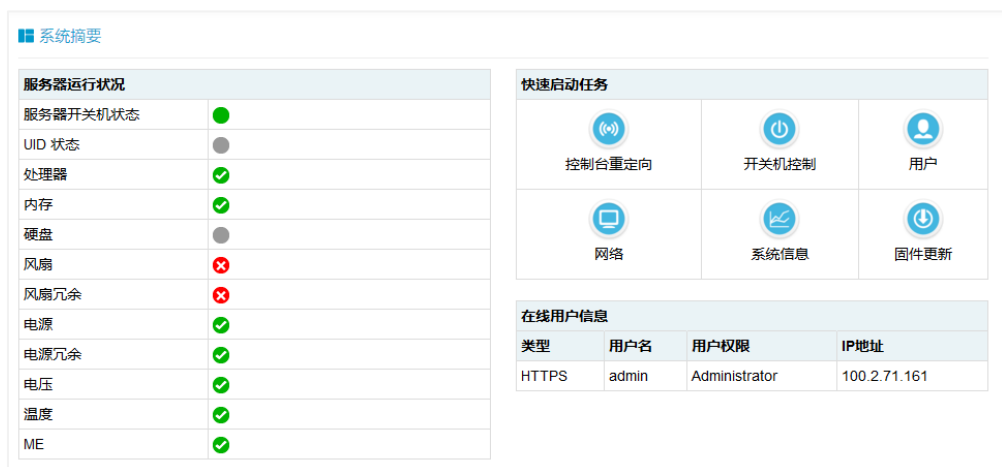 系统摘要
服务器运行状况
服务器开关机状态
UID 状态
处理器
内存
硬盘
风扇
风扇冗余
电源
电源冗余
电压
温度
ME
快速启动任务
控制台重定向 开关机控制 用户
网络 系统信息 固件更新
在线用户信息
类型 用户名 用户权限 IP地址
HTTPS admin Administrator 100.2.71.161